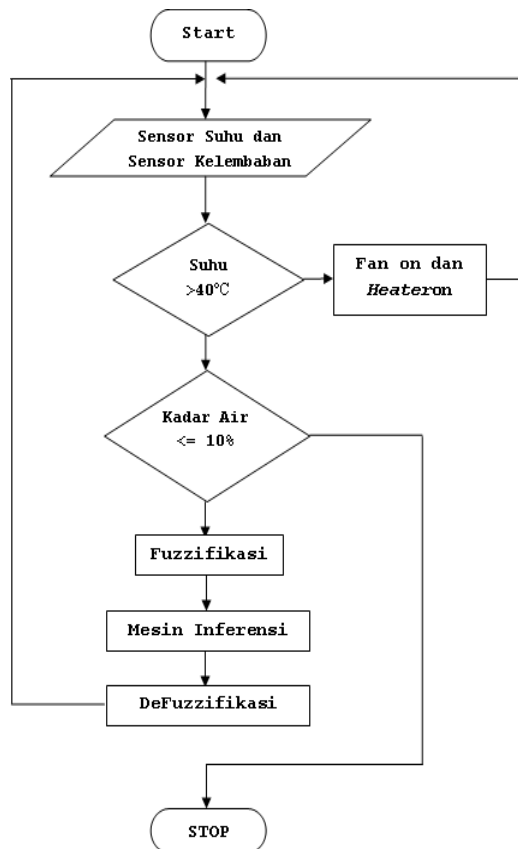 Start
Sensor Suhu dan
Sensor Kelembaban
Suhu
>40°C
Fan on dan
Heateron
Kadar Air
<= 10%
Fuzzifikasi
Mesin Inferensi
DeFuzzifikasi
STOP